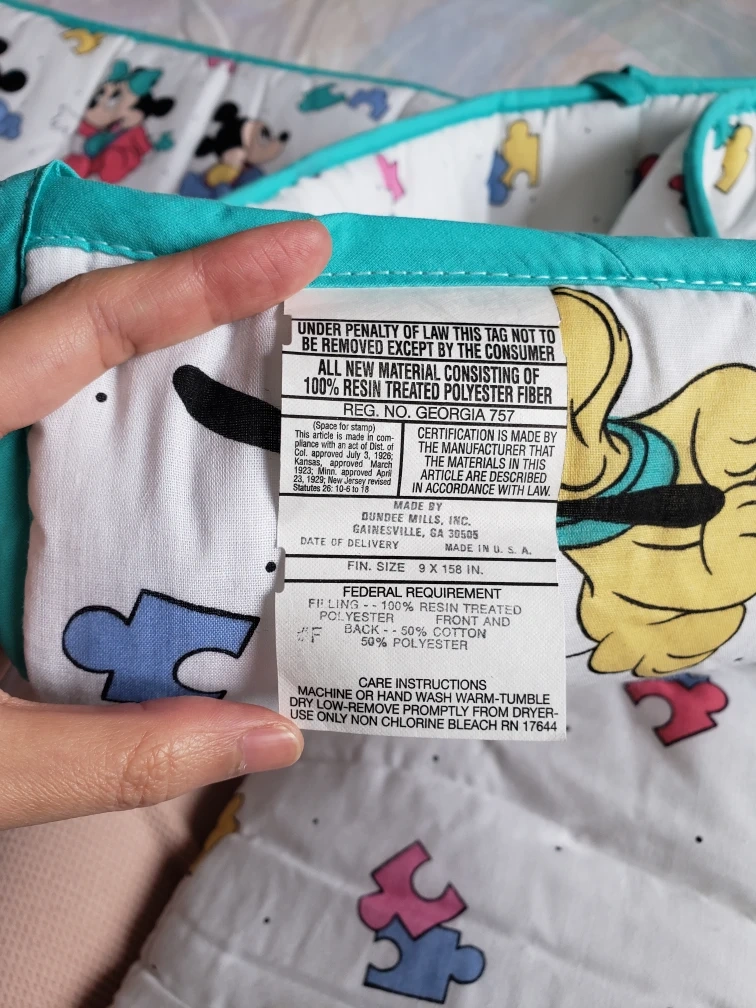 UNDER PENALTY OF LAW THIS TAG NOT TO
BE REMOVED EXCEPT BY THE CONSUMER
ALL NEW MATERIAL CONSISTING OF
100% RESIN TREATED POLYESTER FIBER
REG. NO. GEORGIA 757
(Space for stamp)
This article is made in com-
pliance with an act of Dist. of
Col. approved July 3, 1926;
Kansas, approved March
1923; Minn. approved April
23, 1929; New Jersey revised
Statutes 26: 10-6 to 18
CERTIFICATION IS MADE BY
THE MANUFACTURER THAT
THE MATERIALS IN THIS
ARTICLE ARE DESCRIBED
IN ACCORDANCE WITH LAW.
MADE BY
DUNDEE MILLS, INC.
GAINESVILLE, GA 30505
DATE OF DELIVERY MADE IN U. S. A.
FIN. SIZE 9 X 158 IN.
FEDERAL REQUIREMENT
FILLING - - 100% RESIN TREATED
POLYESTER FRONT AND
#F BACK - - 50% COTTON
50% POLYESTER
CARE INSTRUCTIONS
MACHINE OR HAND WASH WARM-TUMBLE
DRY LOW-REMOVE PROMPTLY FROM DRYER-
USE ONLY NON CHLORINE BLEACH RN 17644